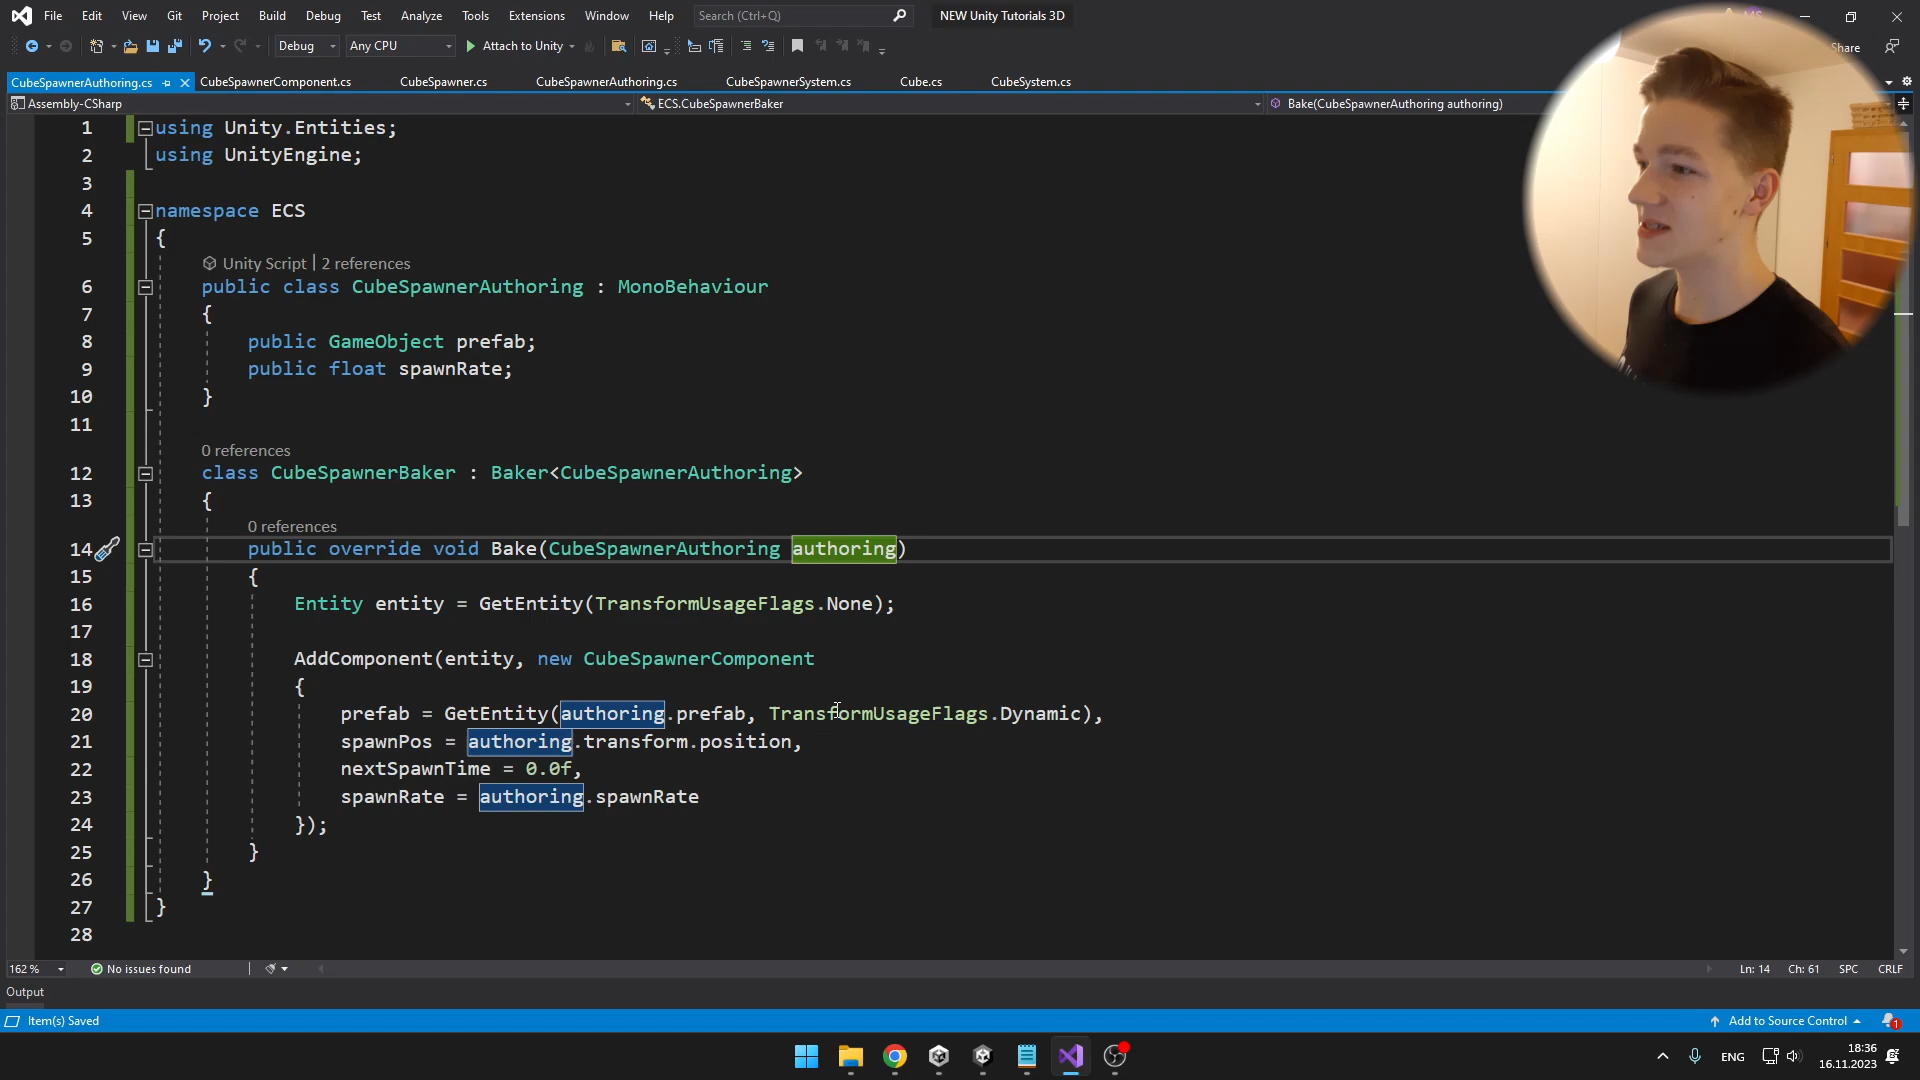 File Edit View Git Project Build Debug Test Analyze Tools Extensions Window Help Search (Ctrl+Q) NEW Unity Tutorials 3D
Debug Any CPU Attach to Unity Share
CubeSpawnerAuthoring.cs CubeSpawnerComponent.cs CubeSpawner.cs CubeSpawnerAuthoring.cs CubeSpawnerSystem.cs Cube.cs CubeSystem.cs
Assembly-CSharp ECS.CubeSpawnerBaker Bake(CubeSpawnerAuthoring authoring)
1 using Unity.Entities;
2 using UnityEngine;
3
4 namespace ECS
5 {
Unity Script | 2 references
6 public class CubeSpawnerAuthoring : MonoBehaviour
7 {
8 public GameObject prefab;
9 public float spawnRate;
10 }
11
0 references
12 class CubeSpawnerBaker : Baker<CubeSpawnerAuthoring>
13 {
0 references
14 public override void Bake(CubeSpawnerAuthoring authoring)
15 {
16 Entity entity = GetEntity(TransformUsageFlags.None);
17
18 AddComponent(entity, new CubeSpawnerComponent
19 {
20 prefab = GetEntity(authoring.prefab, TransformUsageFlags.Dynamic),
21 spawnPos = authoring.transform.position,
22 nextSpawnTime = 0.0f,
23 spawnRate = authoring.spawnRate
24 });
25 }
26 }
27 }
28
162 % No issues found Ln: 14 Ch: 61 SPC CRLF
Output
Item(s) Saved Add to Source Control 1
ENG 18:36
16.11.2023